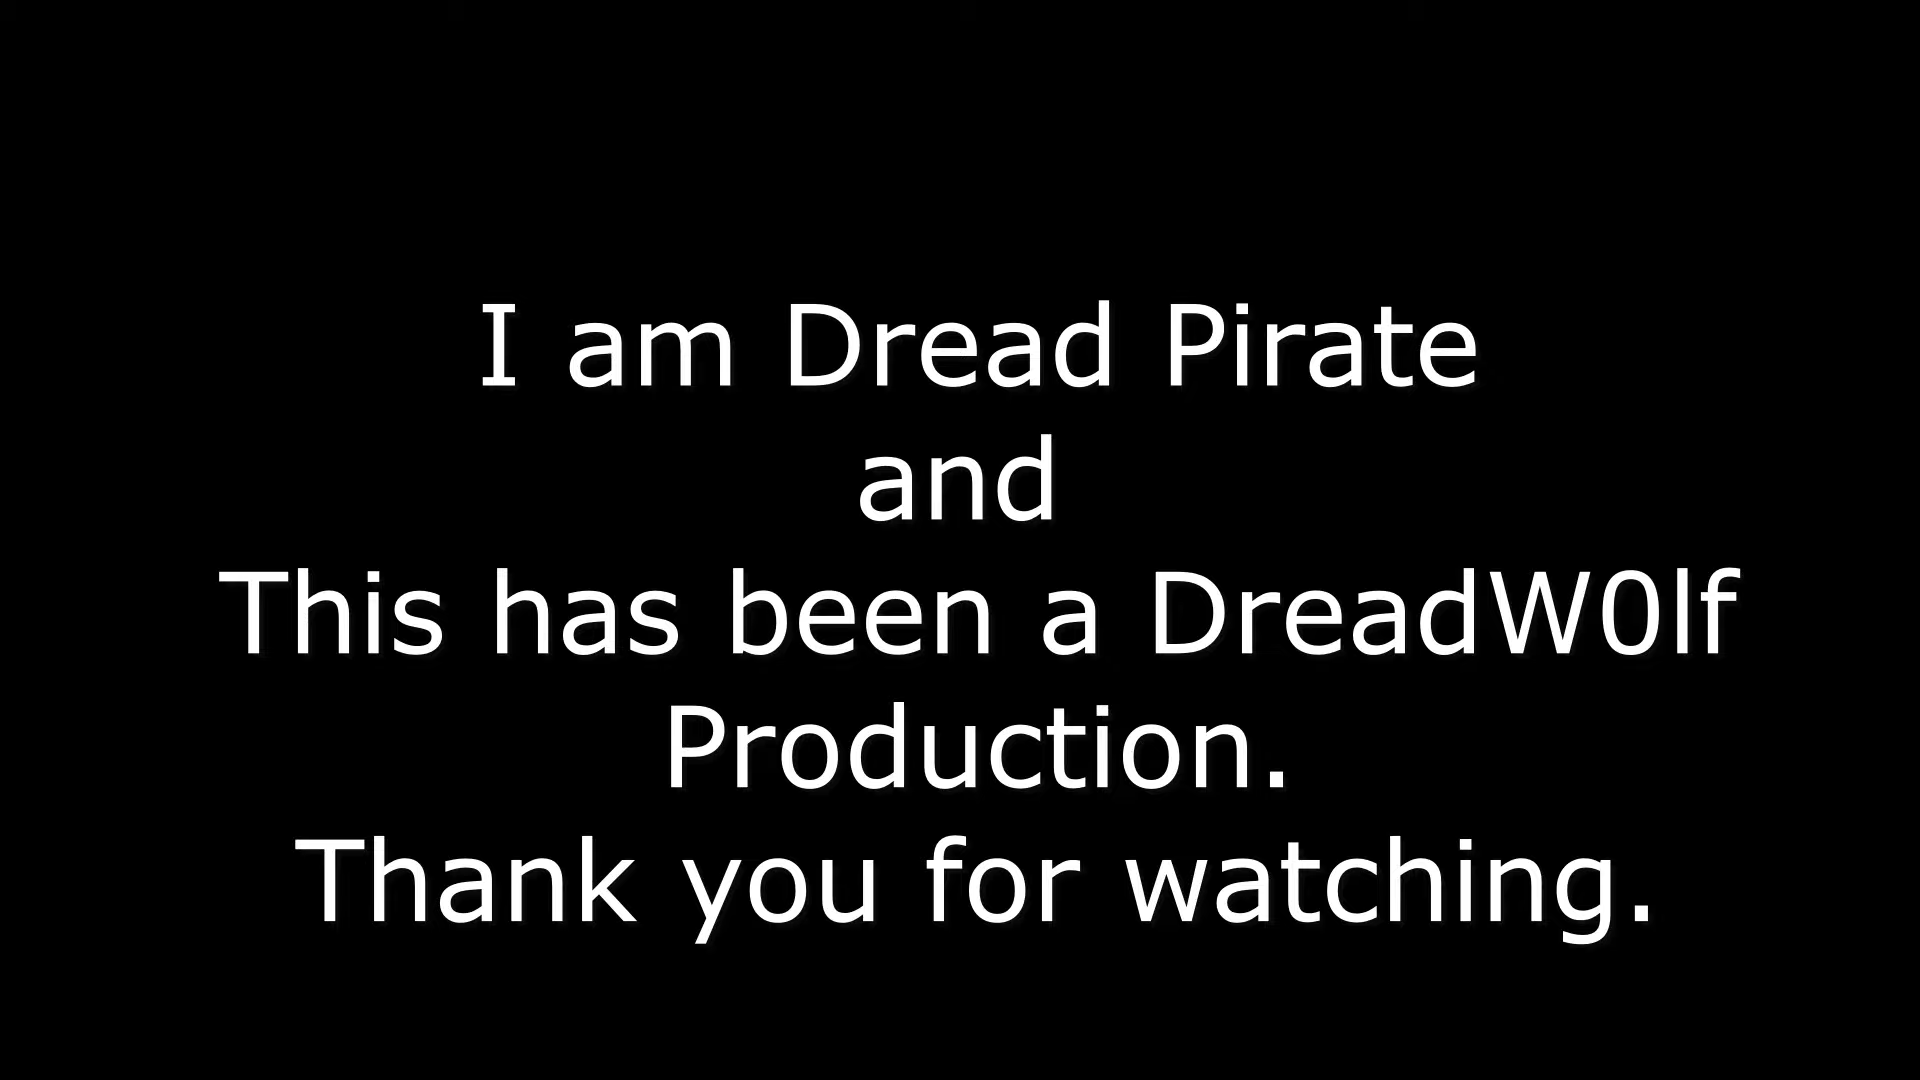 I am Dread Pirate
and
This has been a DreadW0lf
Production.
Thank you for watching.